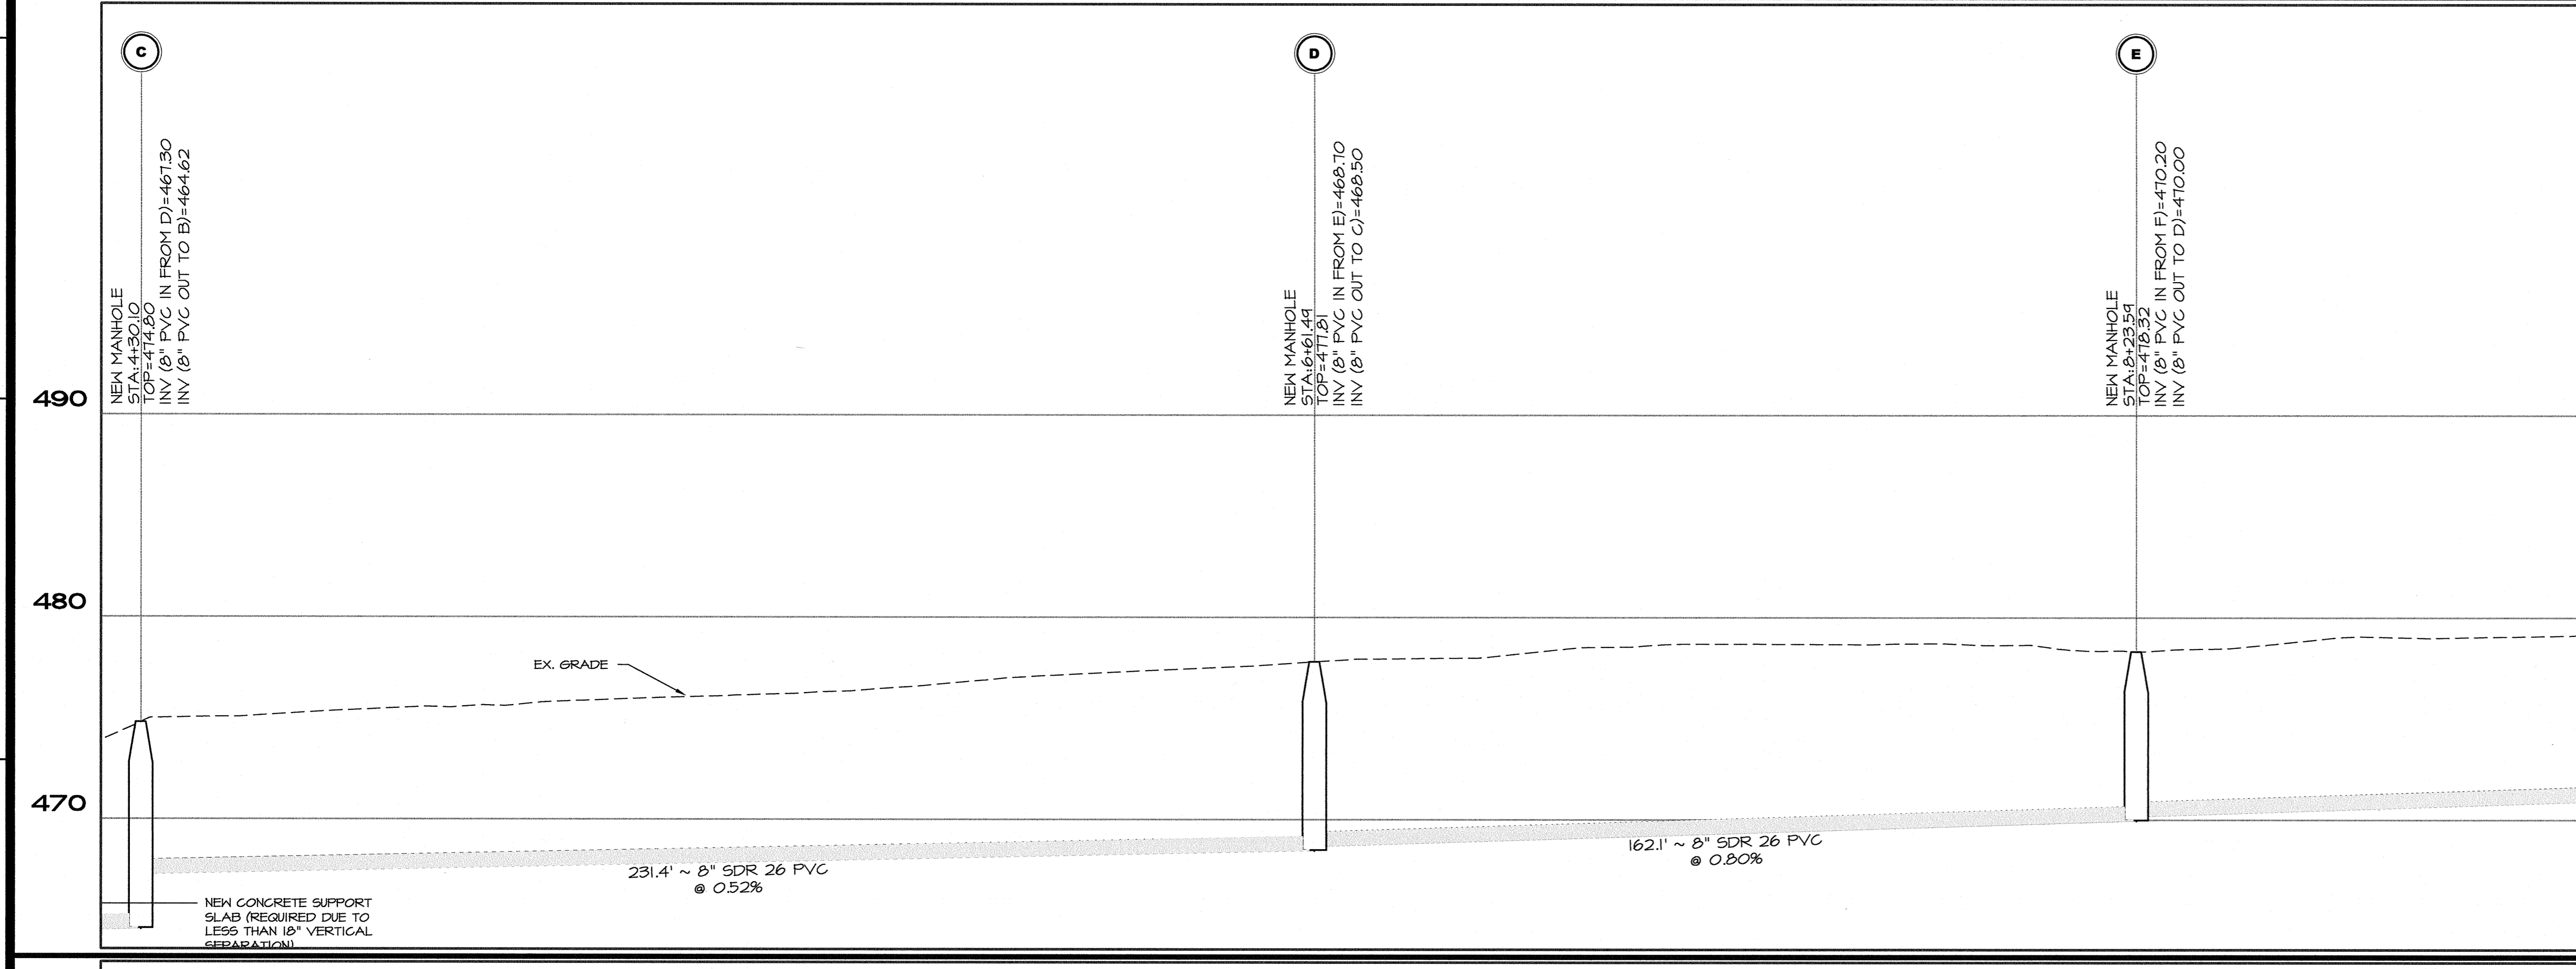 C
NEW MANHOLE
STA:4+30.10
TOP=474.80
INV (8" PVC IN FROM D)=467.30
INV (8" PVC OUT TO B)=464.62
D
NEW MANHOLE
STA:6+61.49
TOP=477.81
INV (8" PVC IN FROM E)=468.70
INV (8" PVC OUT TO C)=468.50
E
NEW MANHOLE
STA:8+23.59
TOP=478.32
INV (8" PVC IN FROM F)=470.20
INV (8" PVC OUT TO D)=470.00
490
480
470
EX. GRADE
231.4' ~ 8" SDR 26 PVC
@ 0.52%
162.1' ~ 8" SDR 26 PVC
@ 0.80%
NEW CONCRETE SUPPORT
SLAB (REQUIRED DUE TO
LESS THAN 18" VERTICAL
SEPARATION)